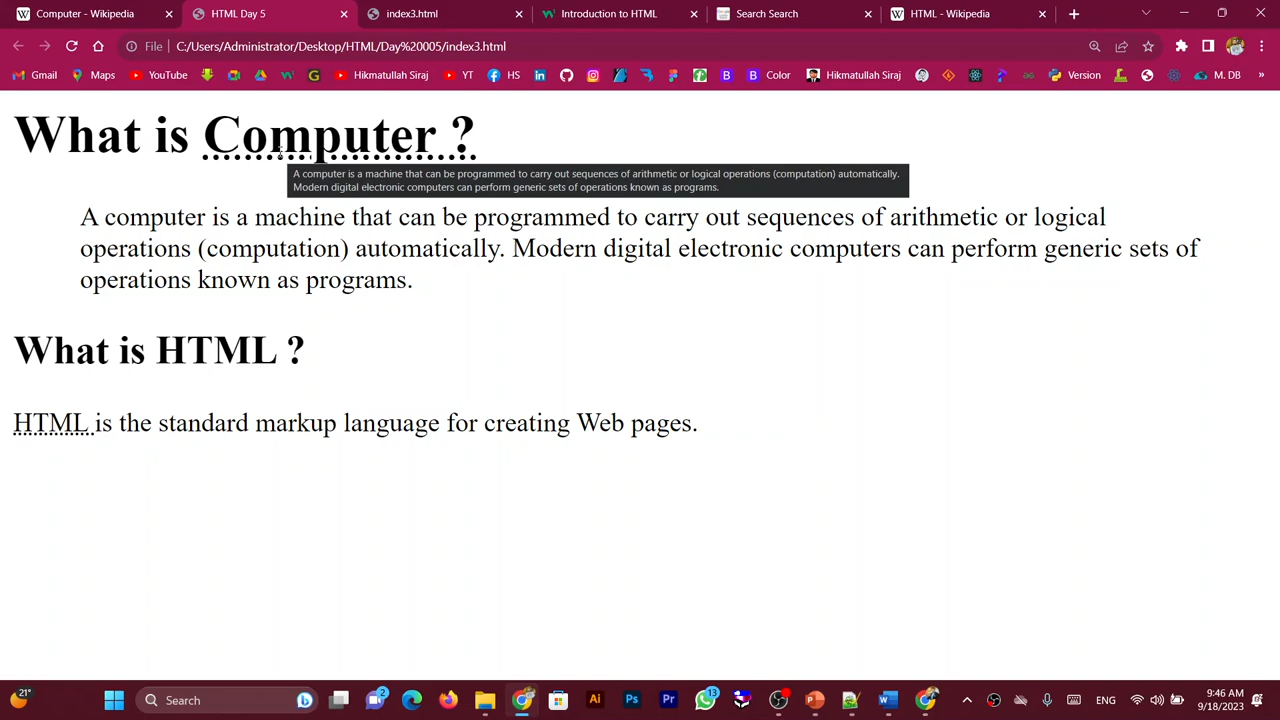 Computer - Wikipedia
HTML Day 5
index3.html
Introduction to HTML
Search Search
HTML - Wikipedia
File
C:/Users/Administrator/Desktop/HTML/Day%20005/index3.html
Gmail
Maps
YouTube
Hikmatullah Siraj
YT
HS
Color
Hikmatullah Siraj
Version
M. DB
What is Computer ?
A computer is a machine that can be programmed to carry out sequences of arithmetic or logical operations (computation) automatically.
Modern digital electronic computers can perform generic sets of operations known as programs.
A computer is a machine that can be programmed to carry out sequences of arithmetic or logical
operations (computation) automatically. Modern digital electronic computers can perform generic sets of
operations known as programs.
What is HTML ?
HTML is the standard markup language for creating Web pages.
21°
Search
2
Ai
Ps
Pr
13
ENG
9:46 AM
9/18/2023